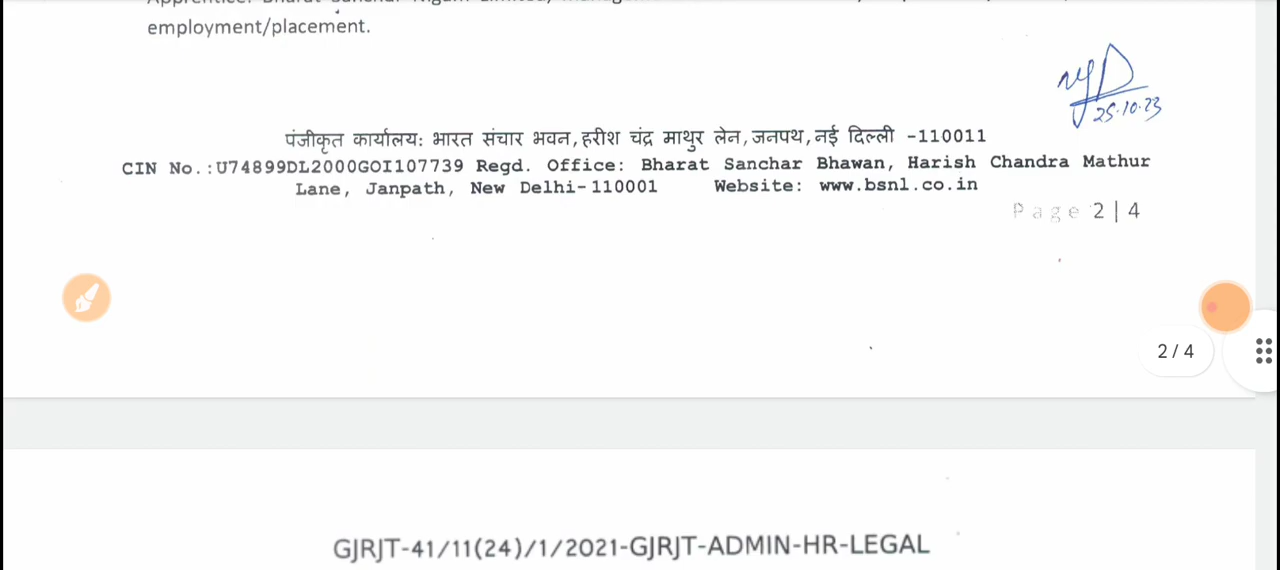 employment/placement.
25.10.23
पंजीकृत कार्यालय: भारत संचार भवन,हरीश चंद्र माथुर लेन,जनपथ,नई दिल्ली -110011
CIN No.:U74899DL2000GOI107739 Regd. Office: Bharat Sanchar Bhawan, Harish Chandra Mathur
Lane, Janpath, New Delhi-110001 Website: www.bsnl.co.in
Page 2|4
2 / 4
GJRJT-41/11(24)/1/2021-GJRJT-ADMIN-HR-LEGAL